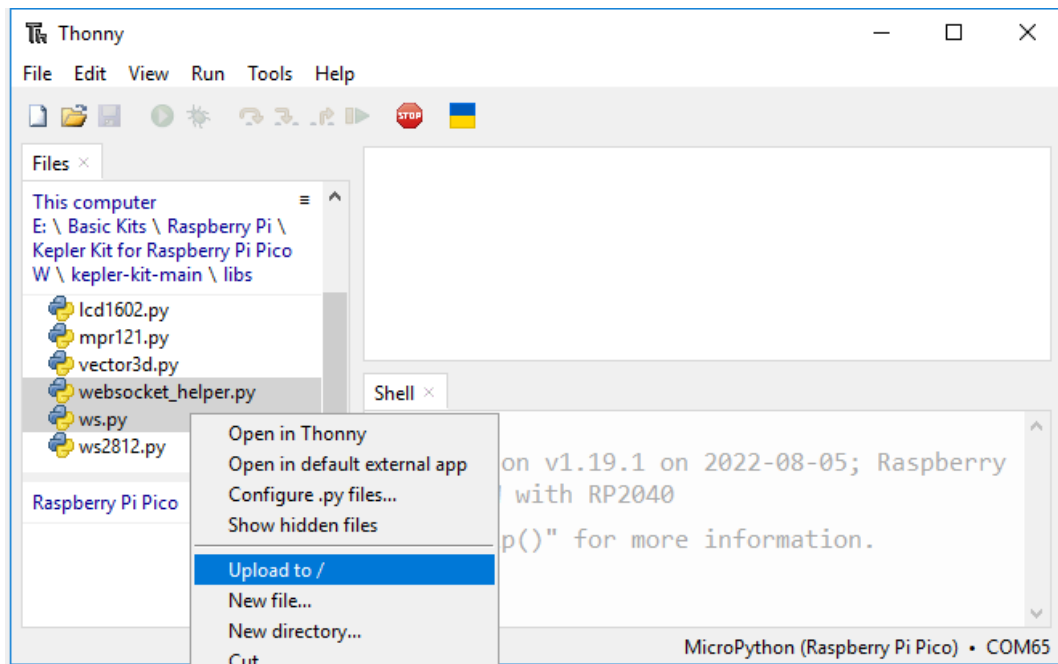 Thonny
File Edit View Run Tools Help
STOP
Files
This computer
E: \ Basic Kits \ Raspberry Pi \
Kepler Kit for Raspberry Pi Pico
W \ kepler-kit-main \ libs
lcd1602.py
mpr121.py
vector3d.py
websocket_helper.py
ws.py
ws2812.py
Raspberry Pi Pico
Open in Thonny
Open in default external app
Configure .py files...
Show hidden files
Upload to /
New file...
New directory...
Cut
Shell
on v1.19.1 on 2022-08-05; Raspberry
with RP2040
p()" for more information.
MicroPython (Raspberry Pi Pico) • COM65